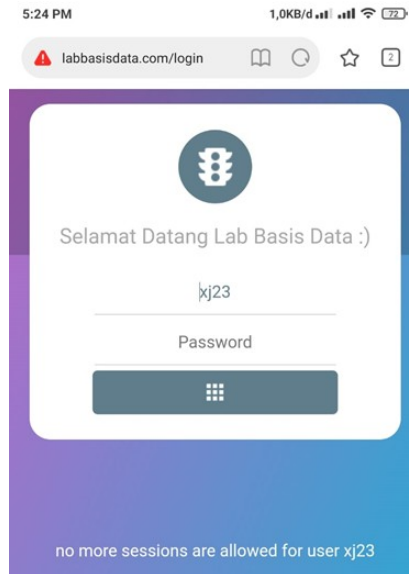 5:24 PM 1,0KB/d 72
labbasisdata.com/login 2
Selamat Datang Lab Basis Data :)
xj23
Password
no more sessions are allowed for user xj23